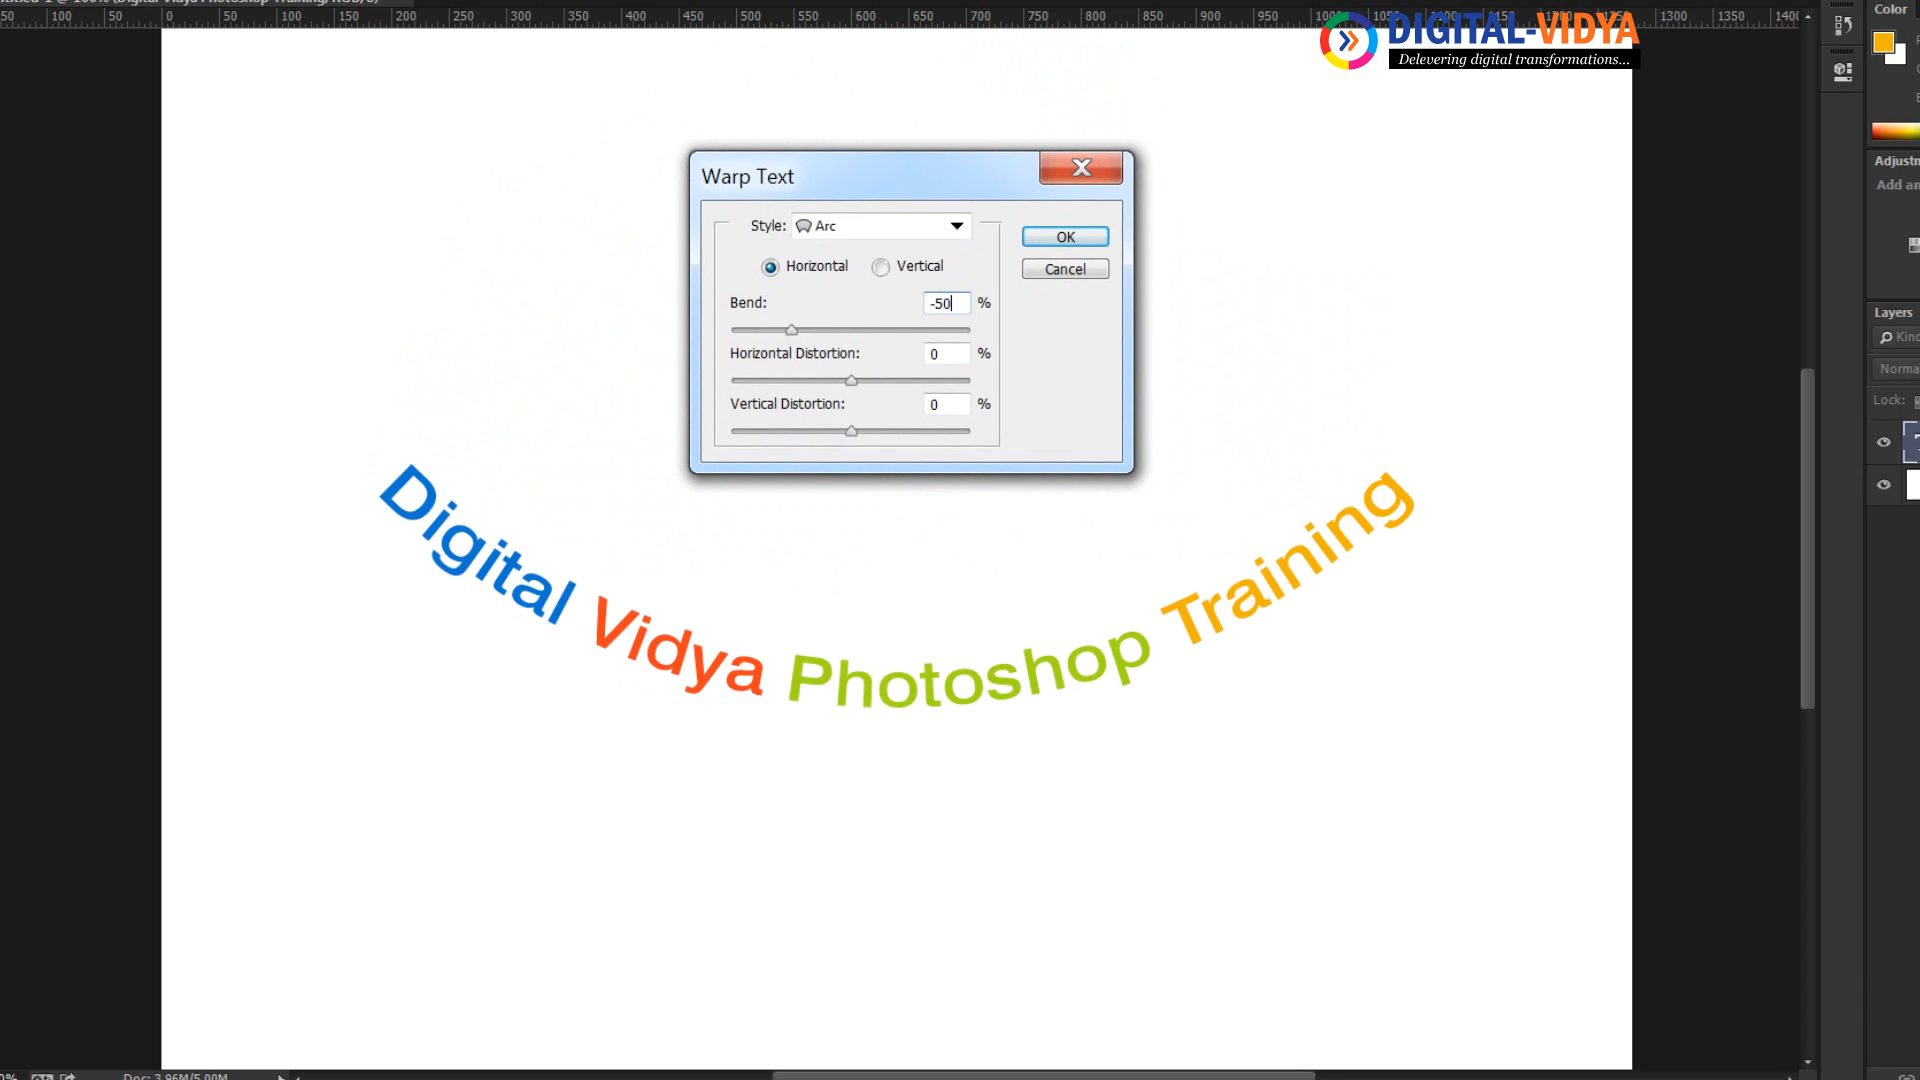 50 100 50 0 50 100 150 200 250 300 350 400 450 500 550 600 650 700 750 800 850 900 950 1000 1050 1300 1350 1400
DIGITAL-VIDYA
Delevering digital transformations...
Color
Warp Text
Style: Arc
Horizontal Vertical
Bend: -50 %
Horizontal Distortion: 0 %
Vertical Distortion: 0 %
OK
Cancel
Digital Vidya Photoshop Training
Adjustm
Add an
Layers
Kind
Norma
Lock:
Doc: 3.96M/5.00M